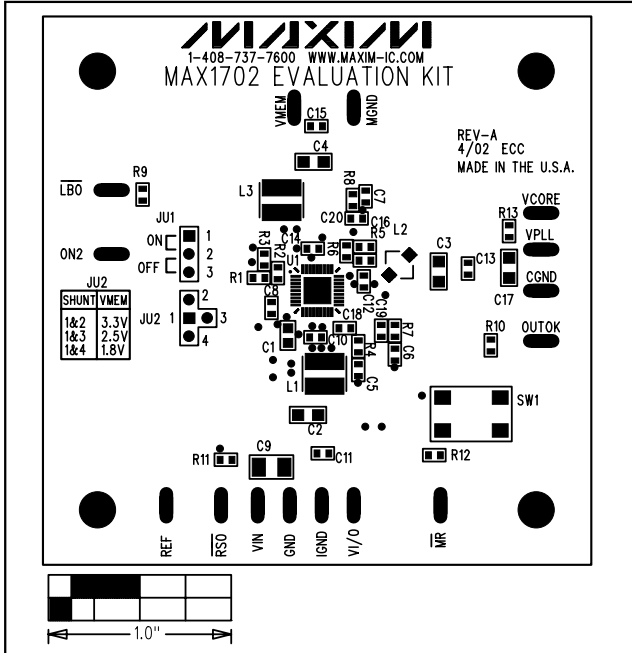 MAXIM
1-408-737-7600 WWW.MAXIM-IC.COM
MAX1702 EVALUATION KIT
VMEM
MGND
C15
C4
REV-A
4/02 ECC
MADE IN THE U.S.A.
LBO
R9
L3
R8
C7
C20
C16
R5
L2
R13
VCORE
JU1
ON
OFF
1
2
3
ON2
C14
R3
R2
U1
R6
R1
C3
C13
VPLL
CGND
C17
C12
C8
JU2
SHUNT VMEM
1&2 3.3V
1&3 2.5V
1&4 1.8V
JU2
2
1
3
4
C1
C18
C10
C19
R7
R4
C6
C5
R10
OUTOK
L1
C2
SW1
R11
C9
C11
R12
REF
RSO
VIN
GND
IGND
VI/O
MR
1.0"